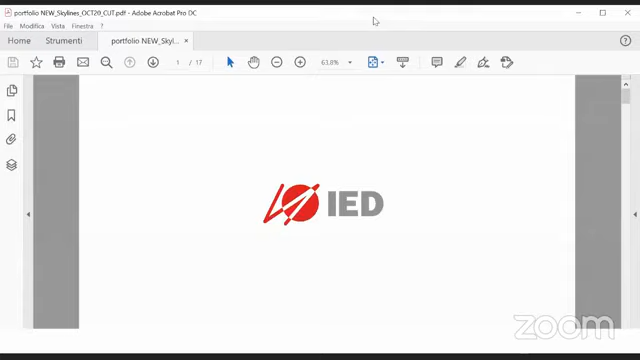 portfolio NEW_Skylines_OCT20_CUT.pdf - Adobe Acrobat Pro DC
File Modifica Vista Finestra ?
Home Strumenti portfolio NEW_Skyl... ×
1 / 17 63,8%
IED
zoom